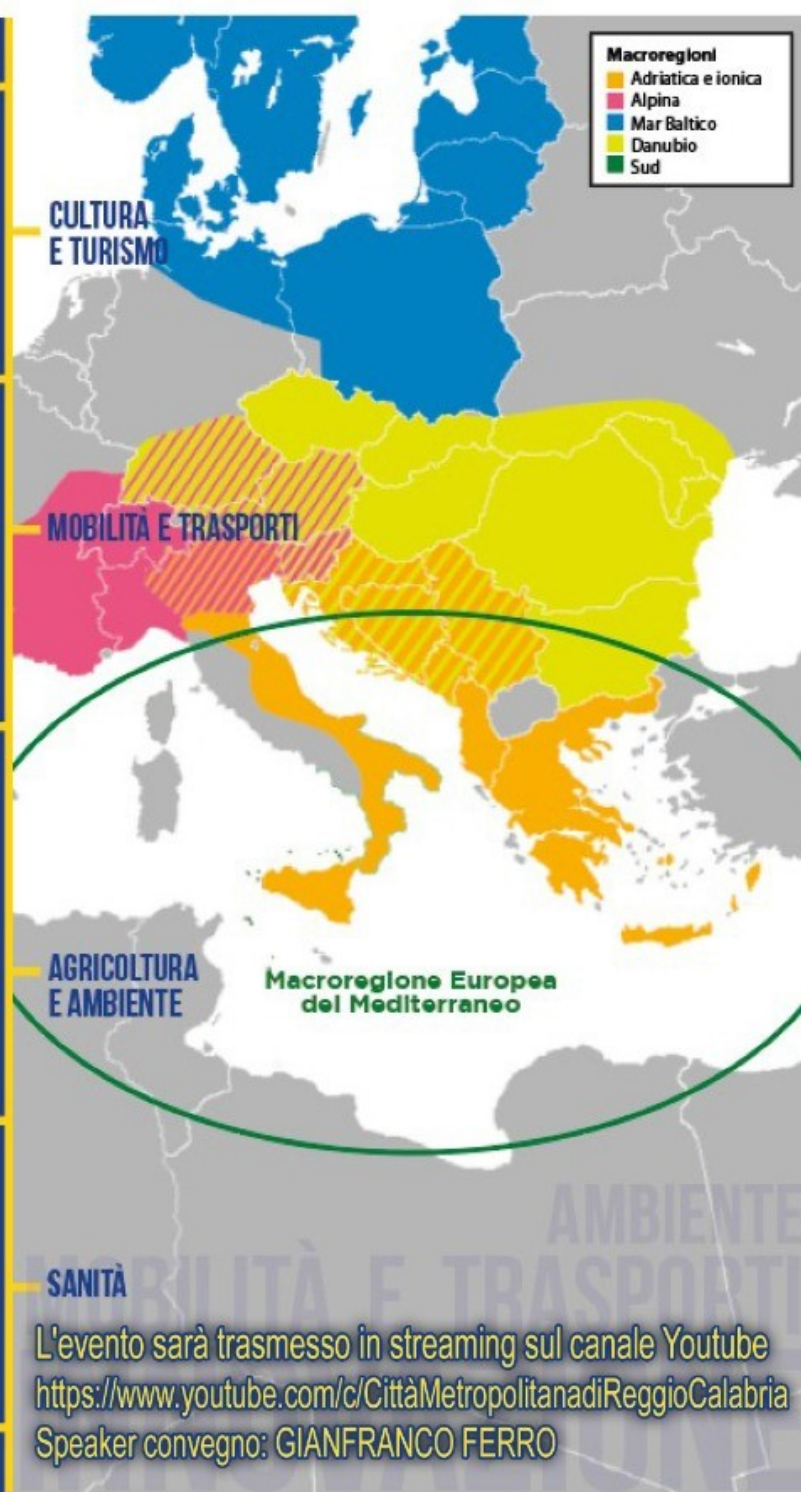 Macroregioni
Adriatica e ionica
Alpina
Mar Baltico
Danubio
Sud
CULTURA
E TURISMO
MOBILITÀ E TRASPORTI
AGRICOLTURA
E AMBIENTE
Macroregione Europea
del Mediterraneo
AMBIENTE
MOBILITÀ E TRASPORTI
SANITÀ
L'evento sarà trasmesso in streaming sul canale Youtube
https://www.youtube.com/c/CittàMetropolitanadiReggioCalabria
Speaker convegno: GIANFRANCO FERRO
INNOVAZIONE